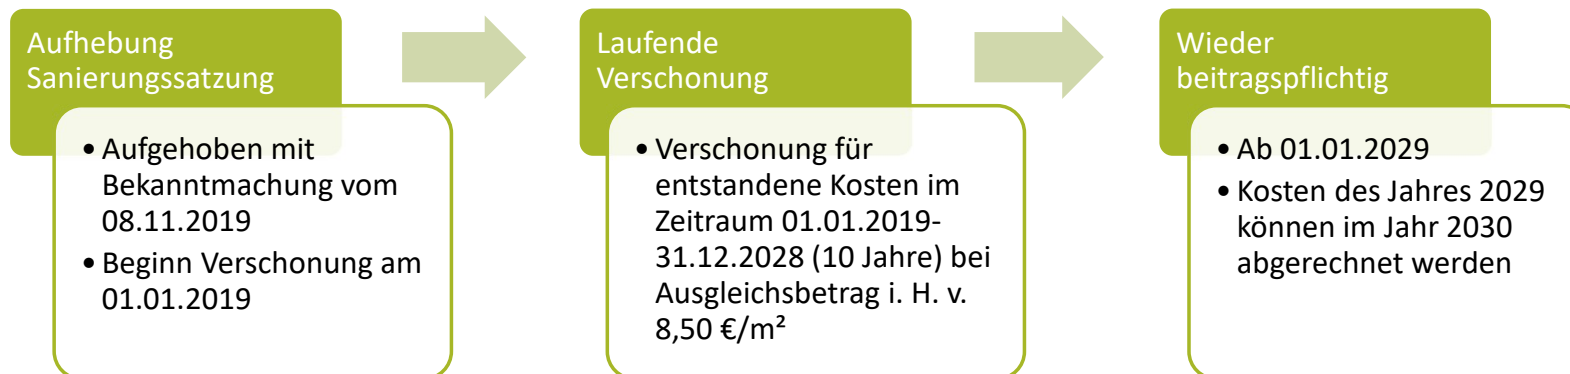 Aufhebung
Sanierungssatzung
• Aufgehoben mit
Bekanntmachung vom
08.11.2019
• Beginn Verschonung am
01.01.2019
Laufende
Verschonung
• Verschonung für
entstandene Kosten im
Zeitraum 01.01.2019-
31.12.2028 (10 Jahre) bei
Ausgleichsbetrag i. H. v.
8,50 €/m²
Wieder
beitragspflichtig
• Ab 01.01.2029
• Kosten des Jahres 2029
können im Jahr 2030
abgerechnet werden